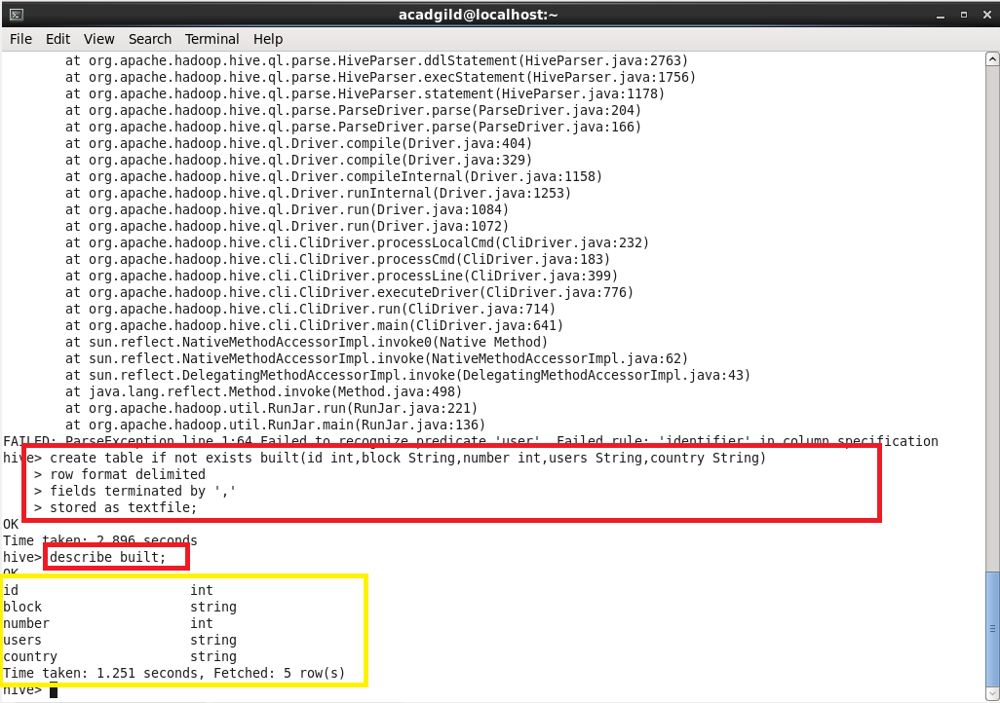 acadgild@localhost:~
File Edit View Search Terminal Help
at org.apache.hadoop.hive.ql.parse.HiveParser.ddlStatement(HiveParser.java:2763)
at org.apache.hadoop.hive.ql.parse.HiveParser.execStatement(HiveParser.java:1756)
at org.apache.hadoop.hive.ql.parse.HiveParser.statement(HiveParser.java:1178)
at org.apache.hadoop.hive.ql.parse.ParseDriver.parse(ParseDriver.java:204)
at org.apache.hadoop.hive.ql.parse.ParseDriver.parse(ParseDriver.java:166)
at org.apache.hadoop.hive.ql.Driver.compile(Driver.java:404)
at org.apache.hadoop.hive.ql.Driver.compile(Driver.java:329)
at org.apache.hadoop.hive.ql.Driver.compileInternal(Driver.java:1158)
at org.apache.hadoop.hive.ql.Driver.runInternal(Driver.java:1253)
at org.apache.hadoop.hive.ql.Driver.run(Driver.java:1084)
at org.apache.hadoop.hive.ql.Driver.run(Driver.java:1072)
at org.apache.hadoop.hive.cli.CliDriver.processLocalCmd(CliDriver.java:232)
at org.apache.hadoop.hive.cli.CliDriver.processCmd(CliDriver.java:183)
at org.apache.hadoop.hive.cli.CliDriver.processLine(CliDriver.java:399)
at org.apache.hadoop.hive.cli.CliDriver.executeDriver(CliDriver.java:776)
at org.apache.hadoop.hive.cli.CliDriver.run(CliDriver.java:714)
at org.apache.hadoop.hive.cli.CliDriver.main(CliDriver.java:641)
at sun.reflect.NativeMethodAccessorImpl.invoke0(Native Method)
at sun.reflect.NativeMethodAccessorImpl.invoke(NativeMethodAccessorImpl.java:62)
at sun.reflect.DelegatingMethodAccessorImpl.invoke(DelegatingMethodAccessorImpl.java:43)
at java.lang.reflect.Method.invoke(Method.java:498)
at org.apache.hadoop.util.RunJar.run(RunJar.java:221)
at org.apache.hadoop.util.RunJar.main(RunJar.java:136)
FAILED: ParseException line 1:64 Failed to recognize predicate 'user'. Failed rule: 'identifier' in column specification
hive> create table if not exists built(id int,block String,number int,users String,country String)
> row format delimited
> fields terminated by ','
> stored as textfile;
OK
Time taken: 2.896 seconds
hive> describe built;
OK
id int
block string
number int
users string
country string
Time taken: 1.251 seconds, Fetched: 5 row(s)
hive>